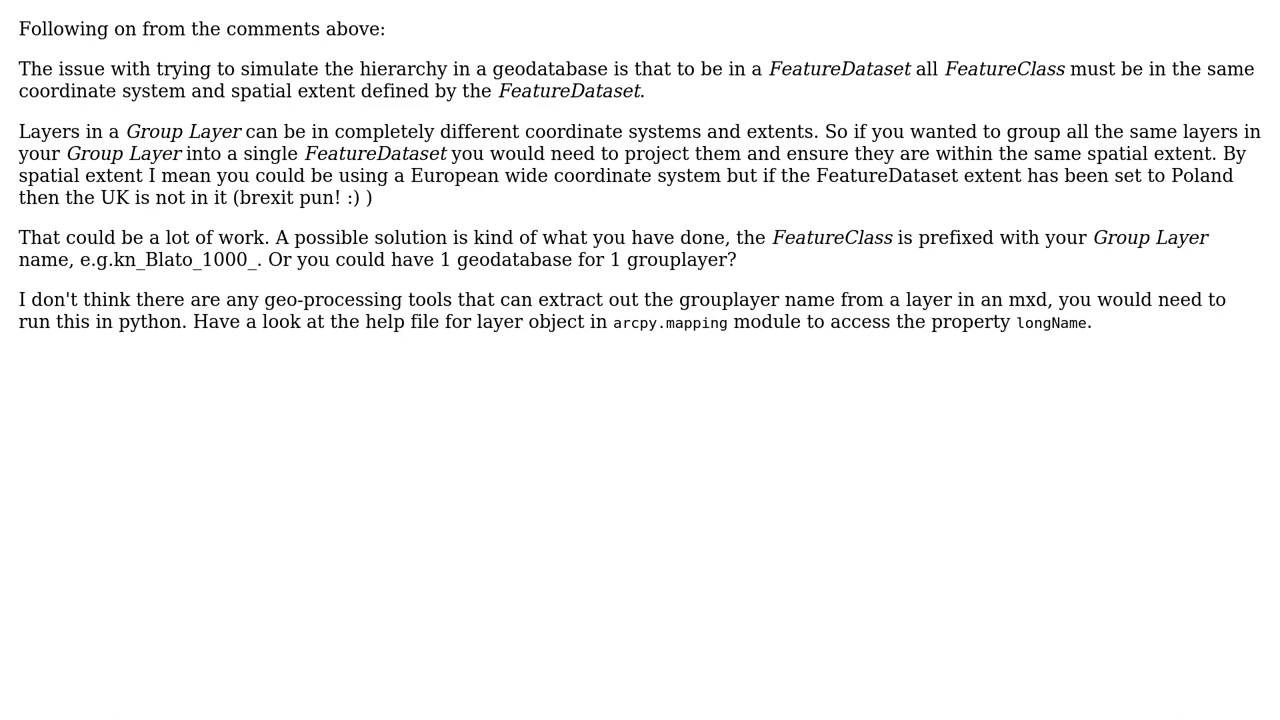 Following on from the comments above:
The issue with trying to simulate the hierarchy in a geodatabase is that to be in a FeatureDataset all FeatureClass must be in the same
coordinate system and spatial extent defined by the FeatureDataset.
Layers in a Group Layer can be in completely different coordinate systems and extents. So if you wanted to group all the same layers in
your Group Layer into a single FeatureDataset you would need to project them and ensure they are within the same spatial extent. By
spatial extent I mean you could be using a European wide coordinate system but if the FeatureDataset extent has been set to Poland
then the UK is not in it (brexit pun! :) )
That could be a lot of work. A possible solution is kind of what you have done, the FeatureClass is prefixed with your Group Layer
name, e.g.kn_Blato_1000_. Or you could have 1 geodatabase for 1 grouplayer?
I don't think there are any geo-processing tools that can extract out the grouplayer name from a layer in an mxd, you would need to
run this in python. Have a look at the help file for layer object in arcpy.mapping module to access the property longName.